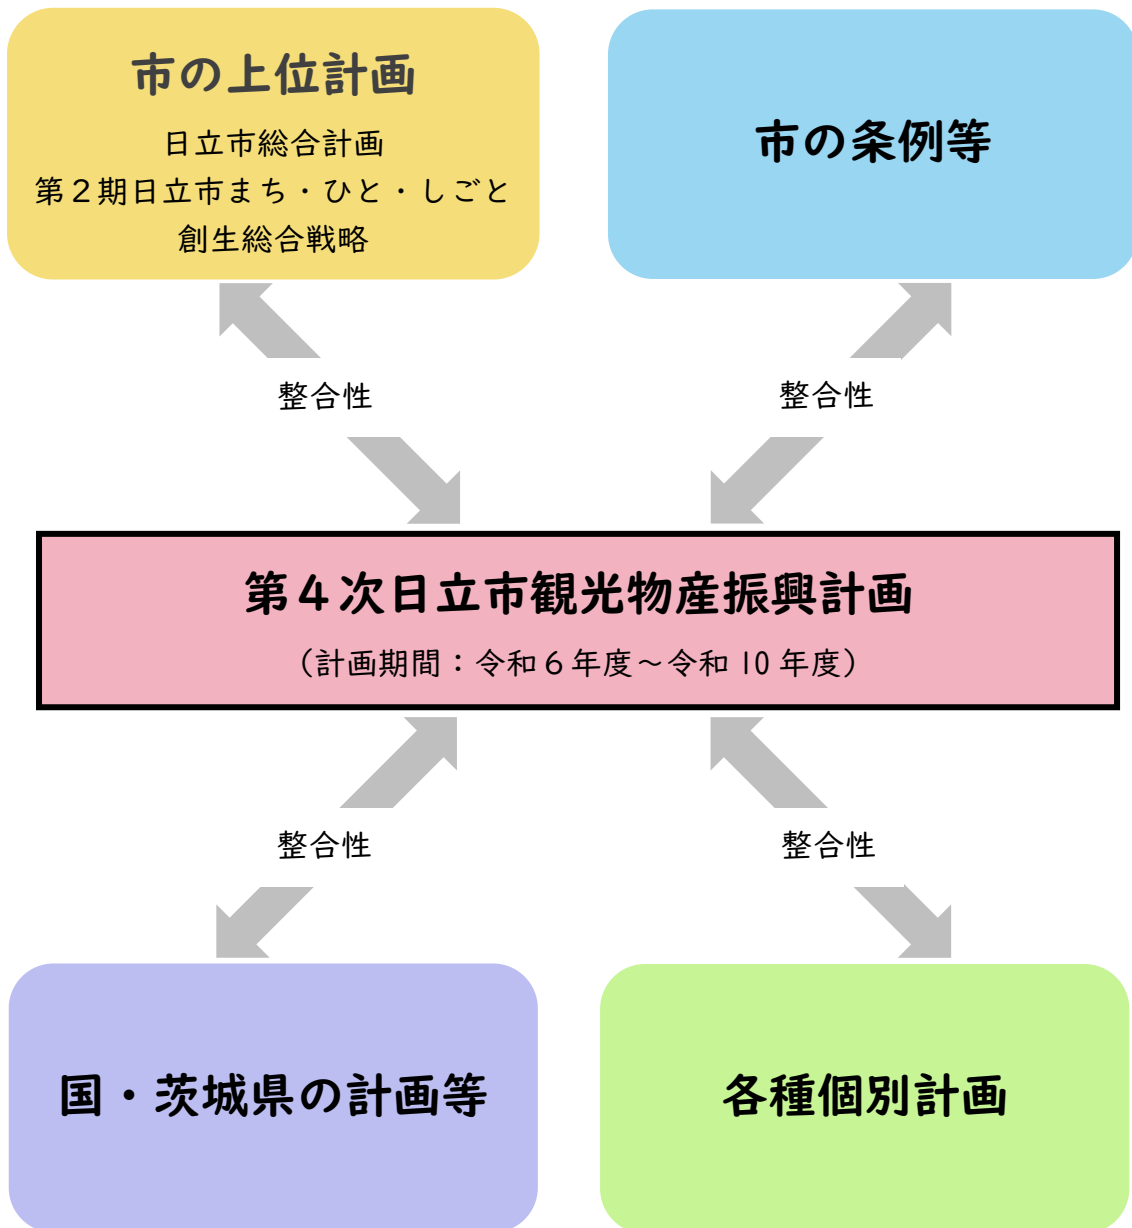 市の上位計画
日立市総合計画
第２期日立市まち・ひと・しごと
創生総合戦略
市の条例等
整合性
整合性
第４次日立市観光物産振興計画
（計画期間：令和６年度～令和 10 年度）
整合性
整合性
国・茨城県の計画等
各種個別計画